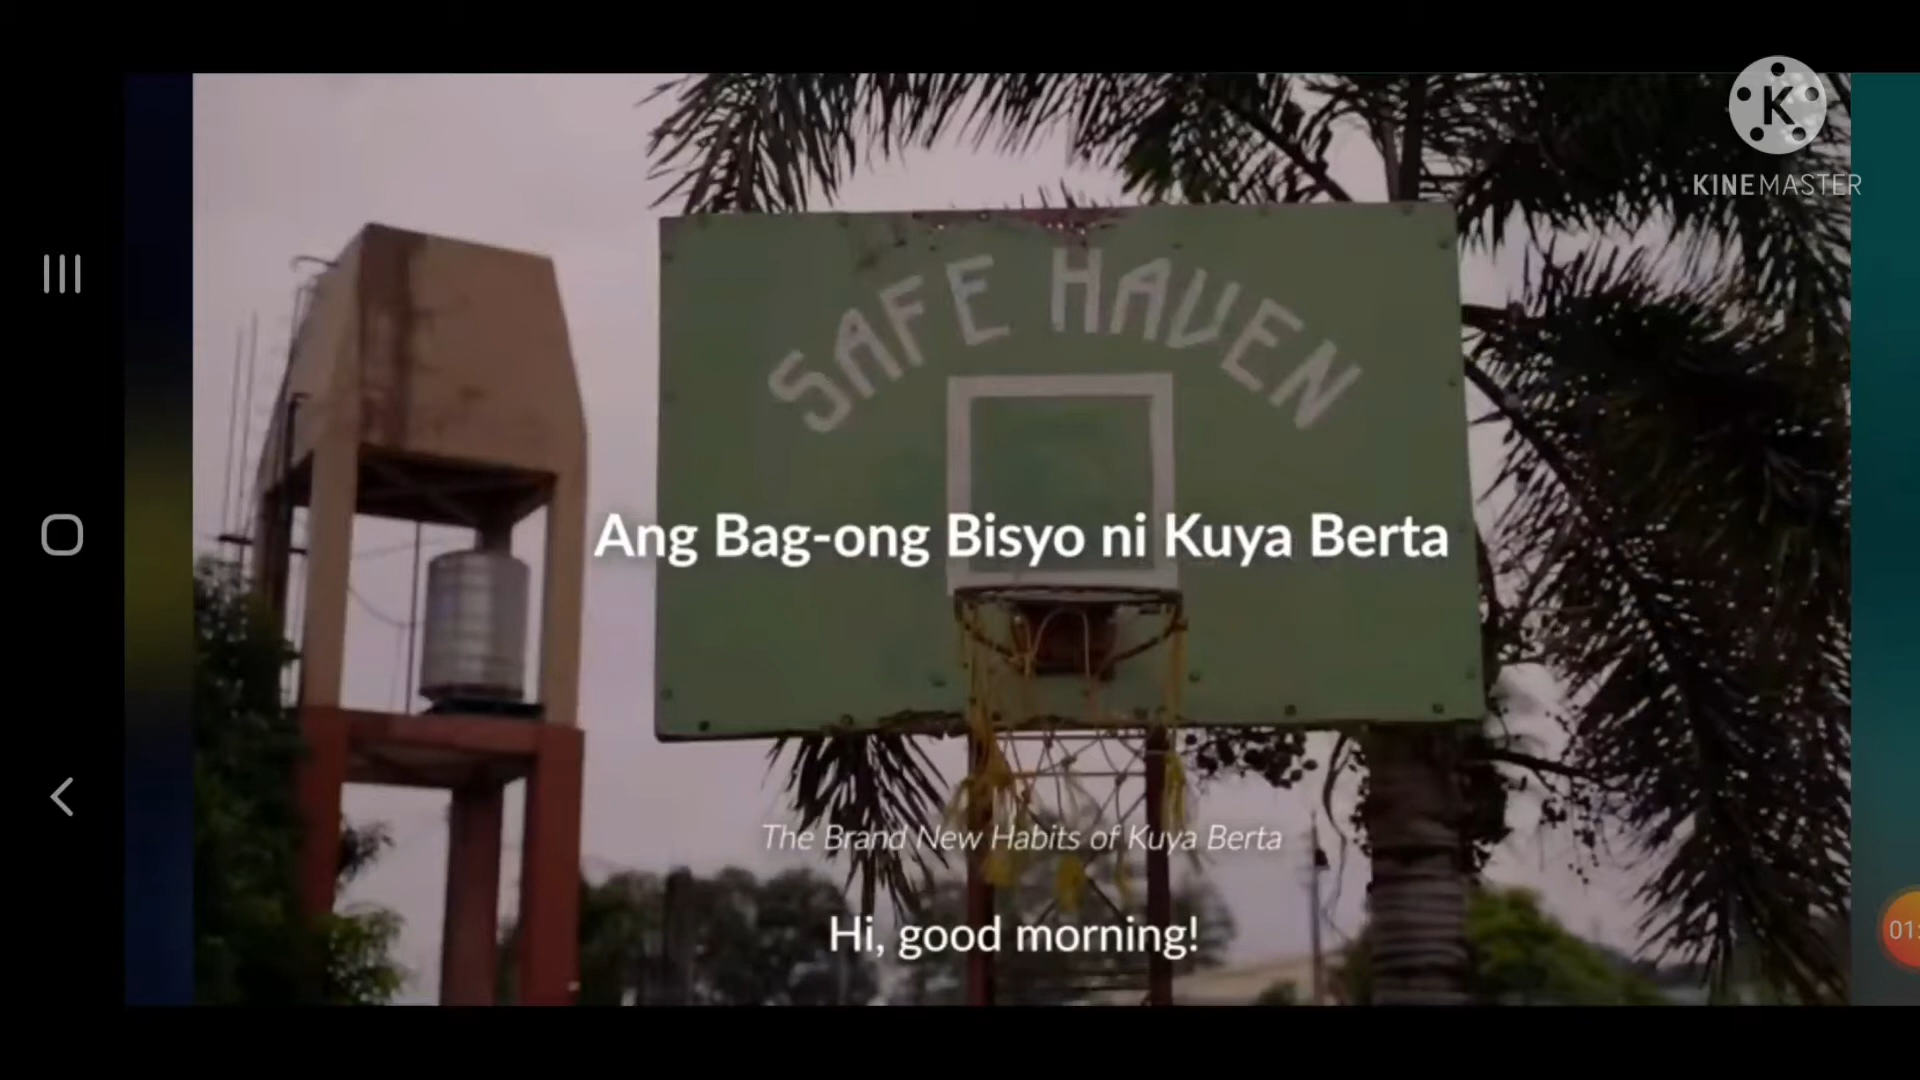 KINEMASTER
SAFE HAVEN
Ang Bag-ong Bisyo ni Kuya Berta
The Brand New Habits of Kuya Berta
Hi, good morning!